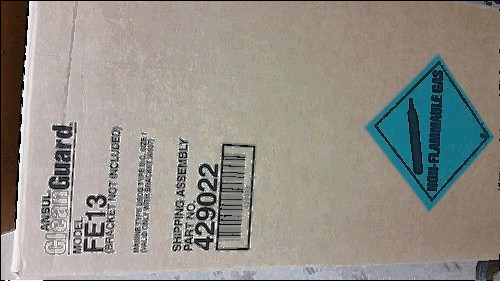 ANSUL
CleanGuard
MODEL
FE13
(BRACKET NOT INCLUDED)
SHIPPING ASSEMBLY
PART NO.
429022
NON-FLAMMABLE GAS